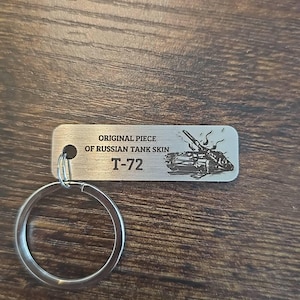 ORIGINAL PIECE
OF RUSSIAN TANK SKIN
T-72